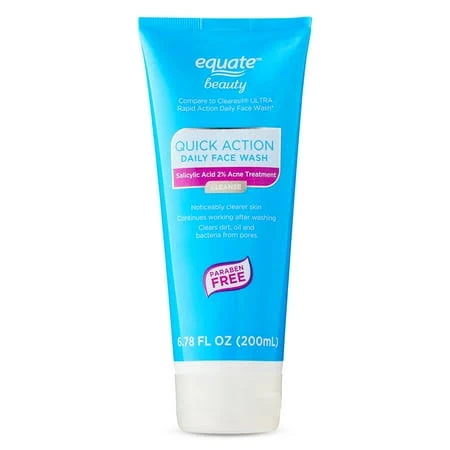 equate™
beauty
Compare to Clearasil® ULTRA
Rapid Action Daily Face Wash*
QUICK ACTION
DAILY FACE WASH
Salicylic Acid 2% Acne Treatment
CLEANSE
Noticeably clearer skin
Continues working after washing
Clears dirt, oil and
bacteria from pores
PARABEN
FREE
6.78 FL OZ (200mL)